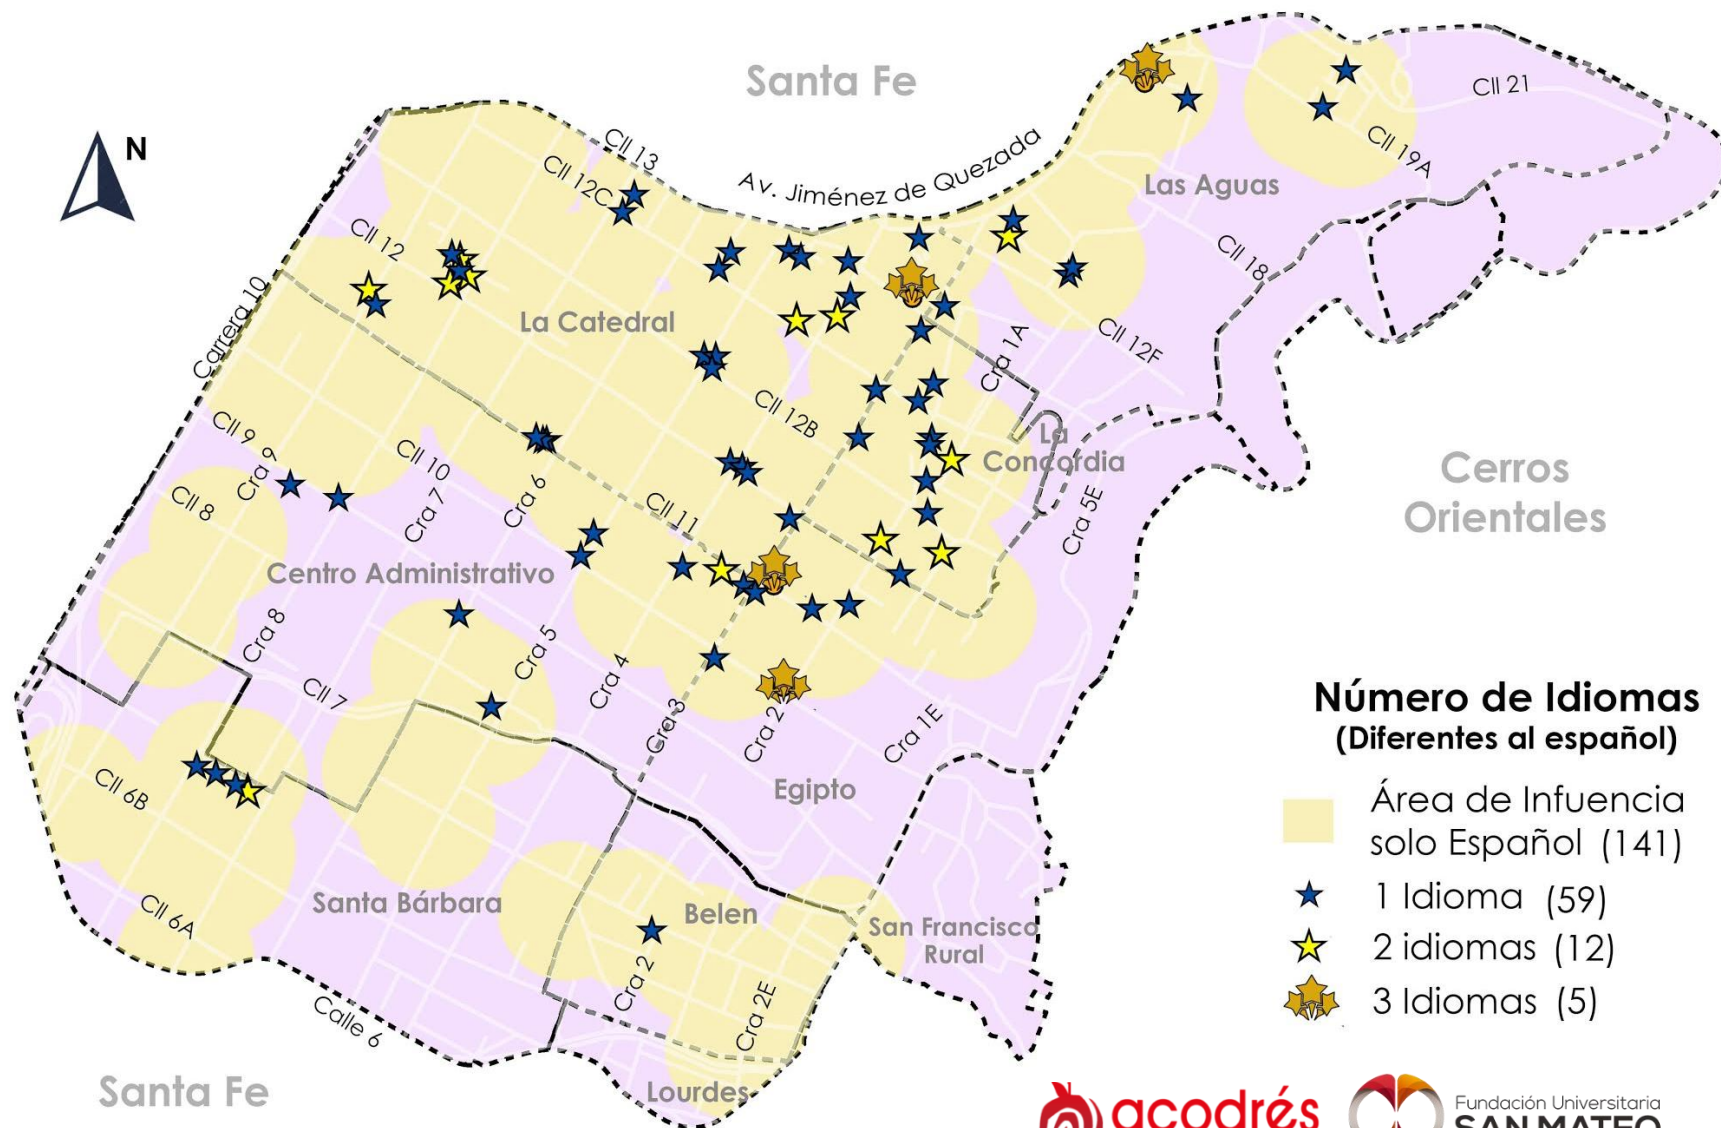 Santa Fe
N
Cll 13
Cll 12C
Av. Jiménez de Quezada
Cll 21
Cll 19A
Las Aguas
Cll 12
Cll 18
Carrera 10
La Catedral
Cra 1A
Cll 12F
Cll 12B
Cll 9
Cra 9
Cll 10
Cll 8
Cra 7
Cra 6
Cll 11
La
Concordia
Cra 5E
Cerros
Orientales
Centro Administrativo
Cra 8
Cra 5
Cra 4
Cra 3
Cra 2
Cra 1E
Cll 7
Egipto
Cll 6B
Cll 6A
Santa Bárbara
Belen
San Francisco
Rural
Cra 2
Cra 2E
Calle 6
Lourdes
Santa Fe
Número de Idiomas
(Diferentes al español)
Área de Infuencia
solo Español (141)
1 Idioma (59)
2 idiomas (12)
3 Idiomas (5)
acodrés
Fundación Universitaria
SAN MATEO